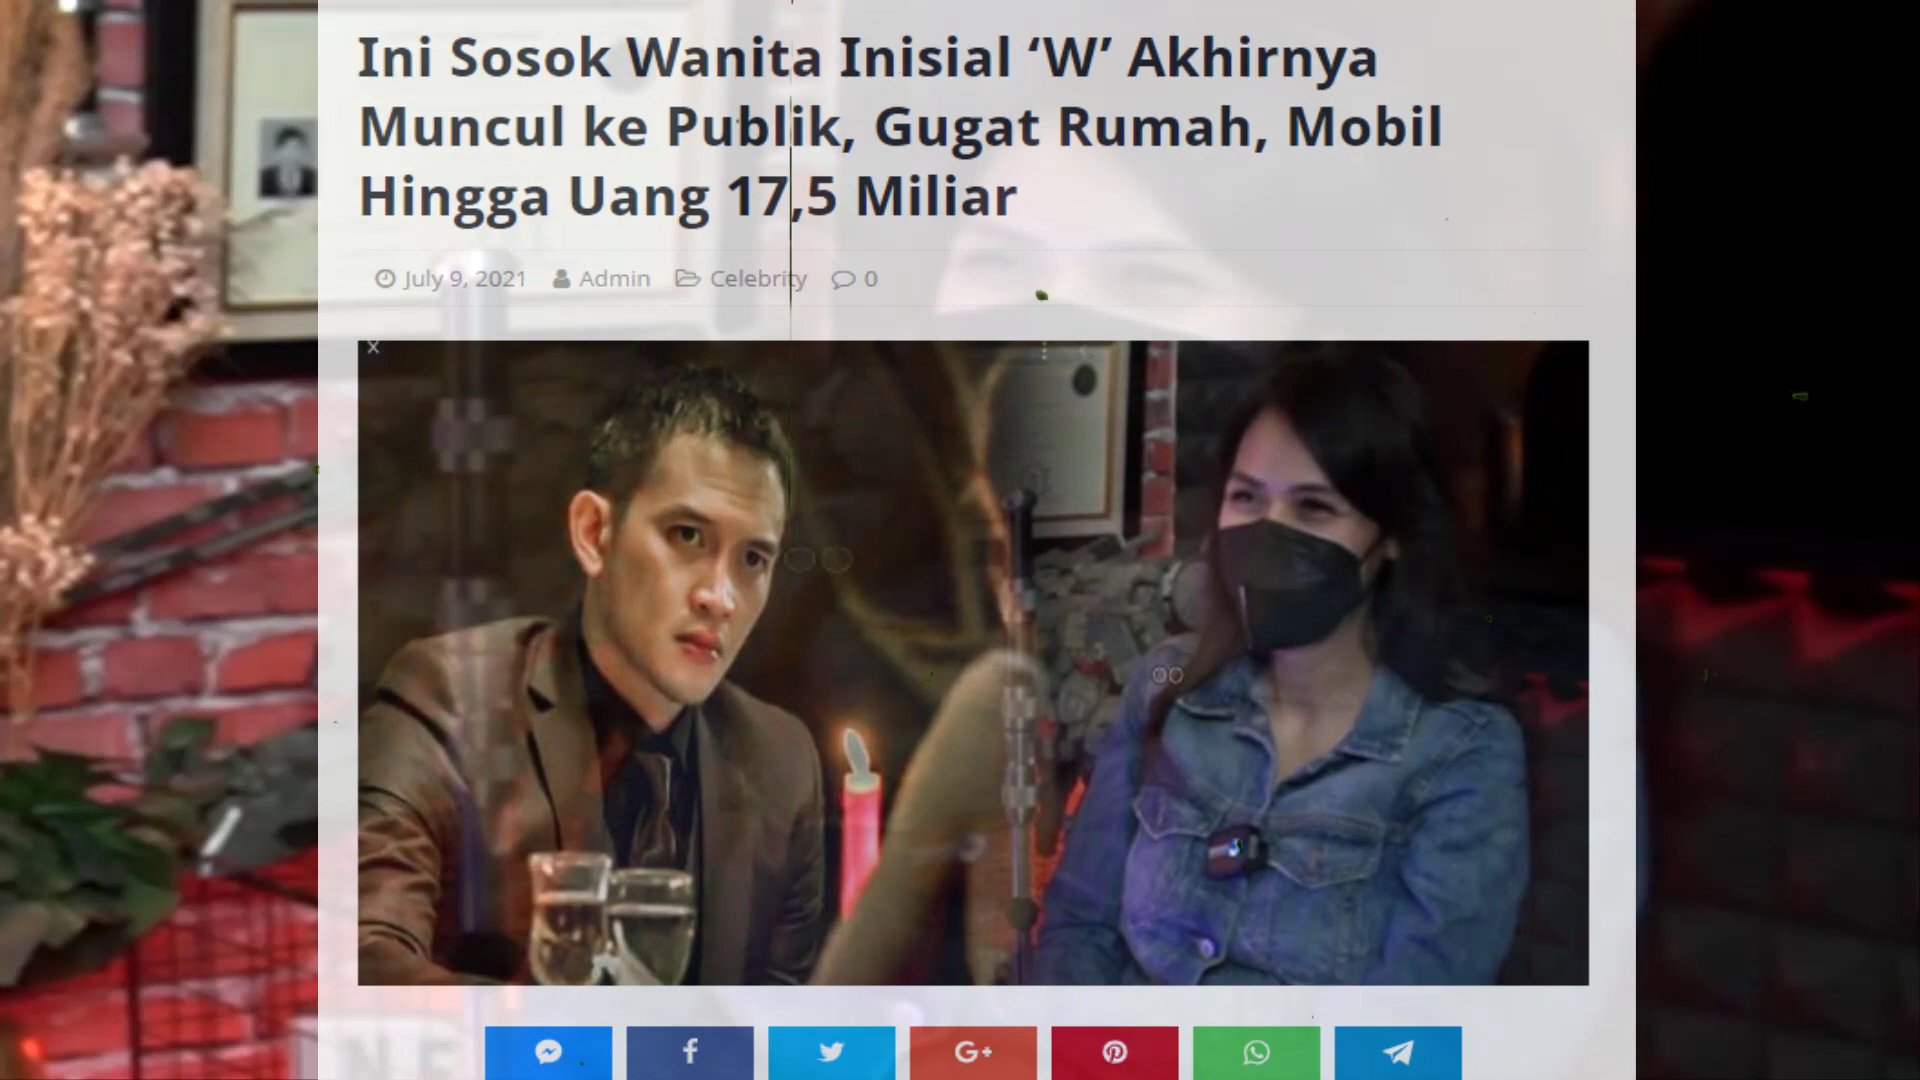 Ini Sosok Wanita Inisial ‘W’ Akhirnya
Muncul ke Publik, Gugat Rumah, Mobil
Hingga Uang 17,5 Miliar
July 9, 2021 Admin Celebrity 0